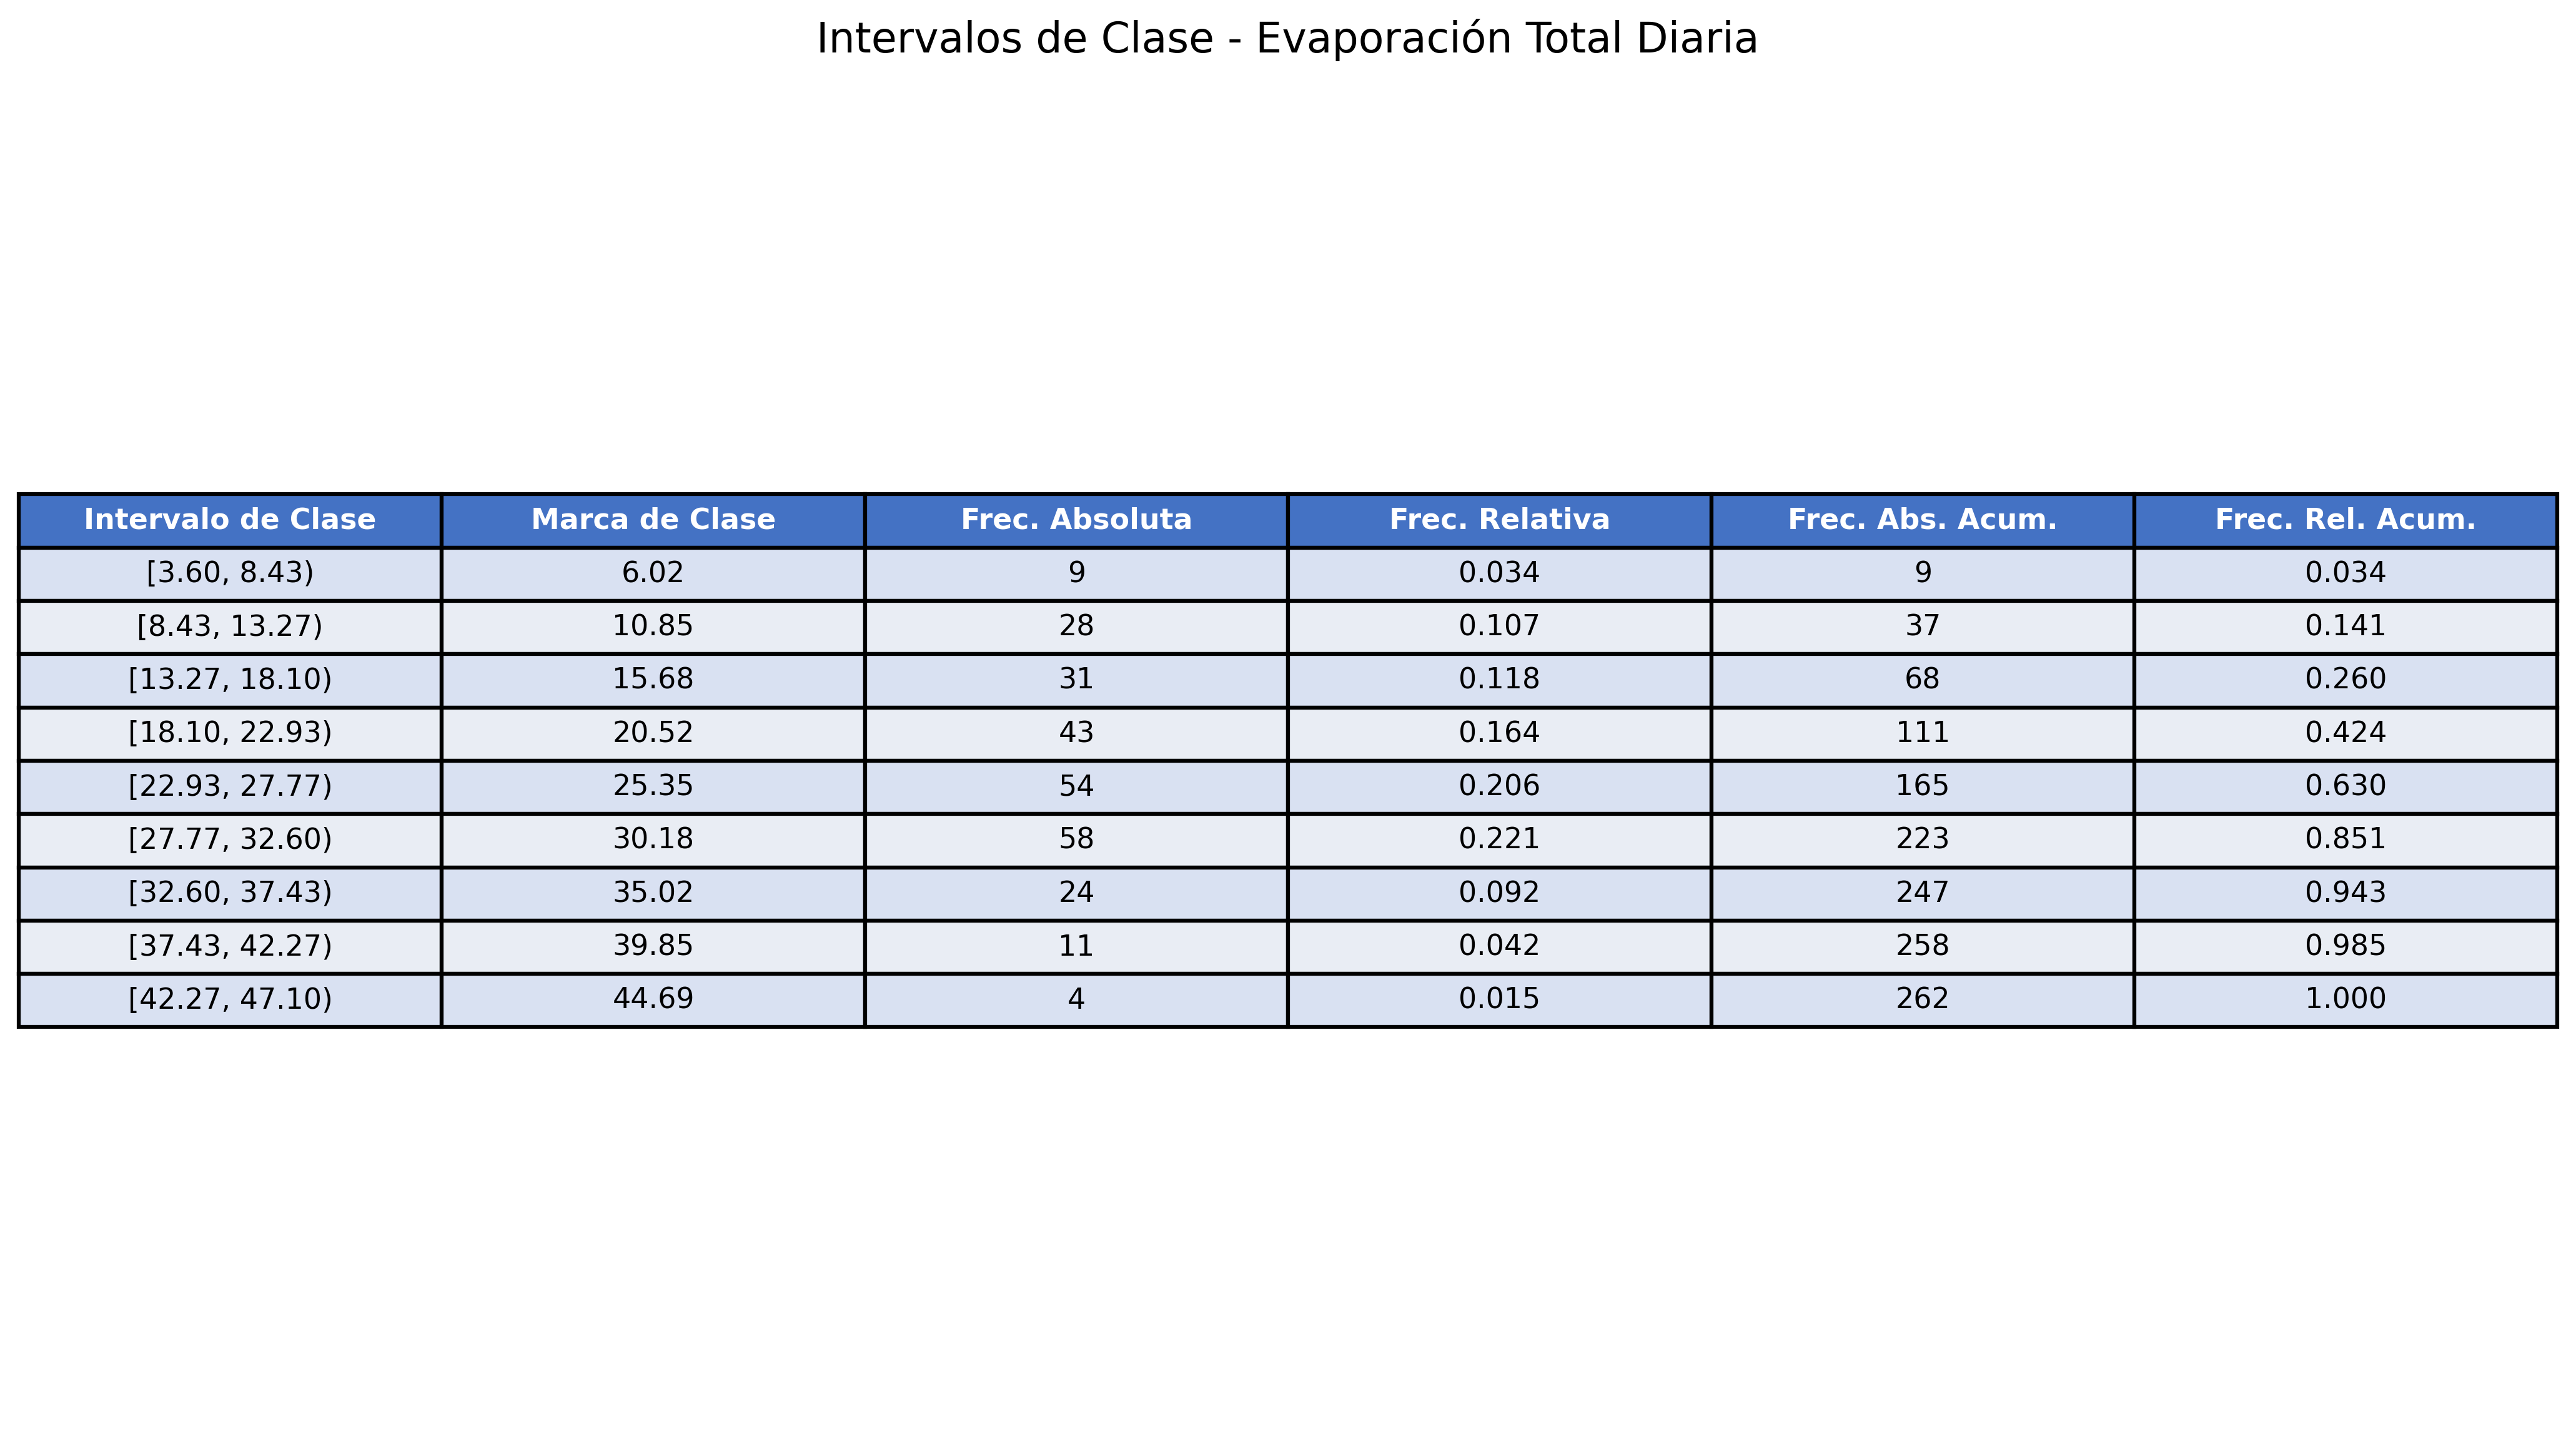 Intervalos de Clase - Evaporación Total Diaria
Intervalo de Clase Marca de Clase Frec. Absoluta Frec. Relativa Frec. Abs. Acum. Frec. Rel. Acum.
[3.60, 8.43) 6.02 9 0.034 9 0.034
[8.43, 13.27) 10.85 28 0.107 37 0.141
[13.27, 18.10) 15.68 31 0.118 68 0.260
[18.10, 22.93) 20.52 43 0.164 111 0.424
[22.93, 27.77) 25.35 54 0.206 165 0.630
[27.77, 32.60) 30.18 58 0.221 223 0.851
[32.60, 37.43) 35.02 24 0.092 247 0.943
[37.43, 42.27) 39.85 11 0.042 258 0.985
[42.27, 47.10) 44.69 4 0.015 262 1.000